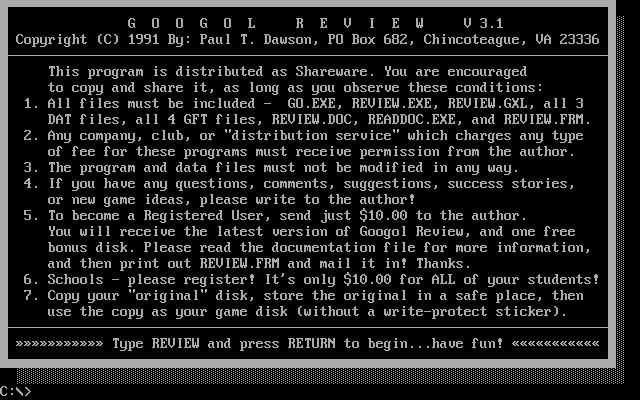 G O O G O L   R E V I E W   V 3.1
Copyright (C) 1991 By: Paul T. Dawson, PO Box 682, Chincoteague, VA 23336
This program is distributed as Shareware. You are encouraged
to copy and share it, as long as you observe these conditions:
1. All files must be included - GO.EXE, REVIEW.EXE, REVIEW.GXL, all 3
DAT files, all 4 GFT files, REVIEW.DOC, READDOC.EXE, and REVIEW.FRM.
2. Any company, club, or "distribution service" which charges any type
of fee for these programs must receive permission from the author.
3. The program and data files must not be modified in any way.
4. If you have any questions, comments, suggestions, success stories,
or new game ideas, please write to the author!
5. To become a Registered User, send just $10.00 to the author.
You will receive the latest version of Googol Review, and one free
bonus disk. Please read the documentation file for more information,
and then print out REVIEW.FRM and mail it in! Thanks.
6. Schools - please register! It's only $10.00 for ALL of your students!
7. Copy your "original" disk, store the original in a safe place, then
use the copy as your game disk (without a write-protect sticker).
»»»»»»»»»»» Type REVIEW and press RETURN to begin...have fun! «««««««««««
C:\>